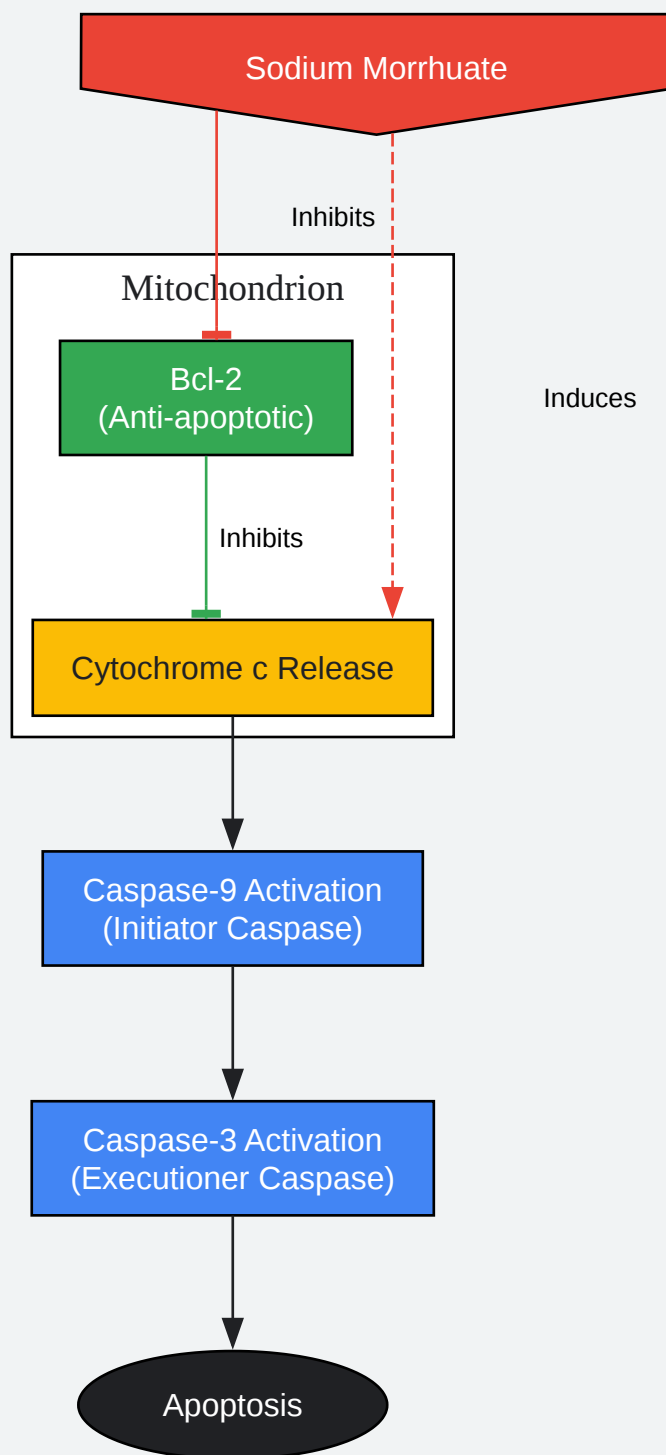 Sodium Morrhuate
Inhibits
Mitochondrion
Bcl-2
(Anti-apoptotic)
Induces
Inhibits
Cytochrome c Release
Caspase-9 Activation
(Initiator Caspase)
Caspase-3 Activation
(Executioner Caspase)
Apoptosis